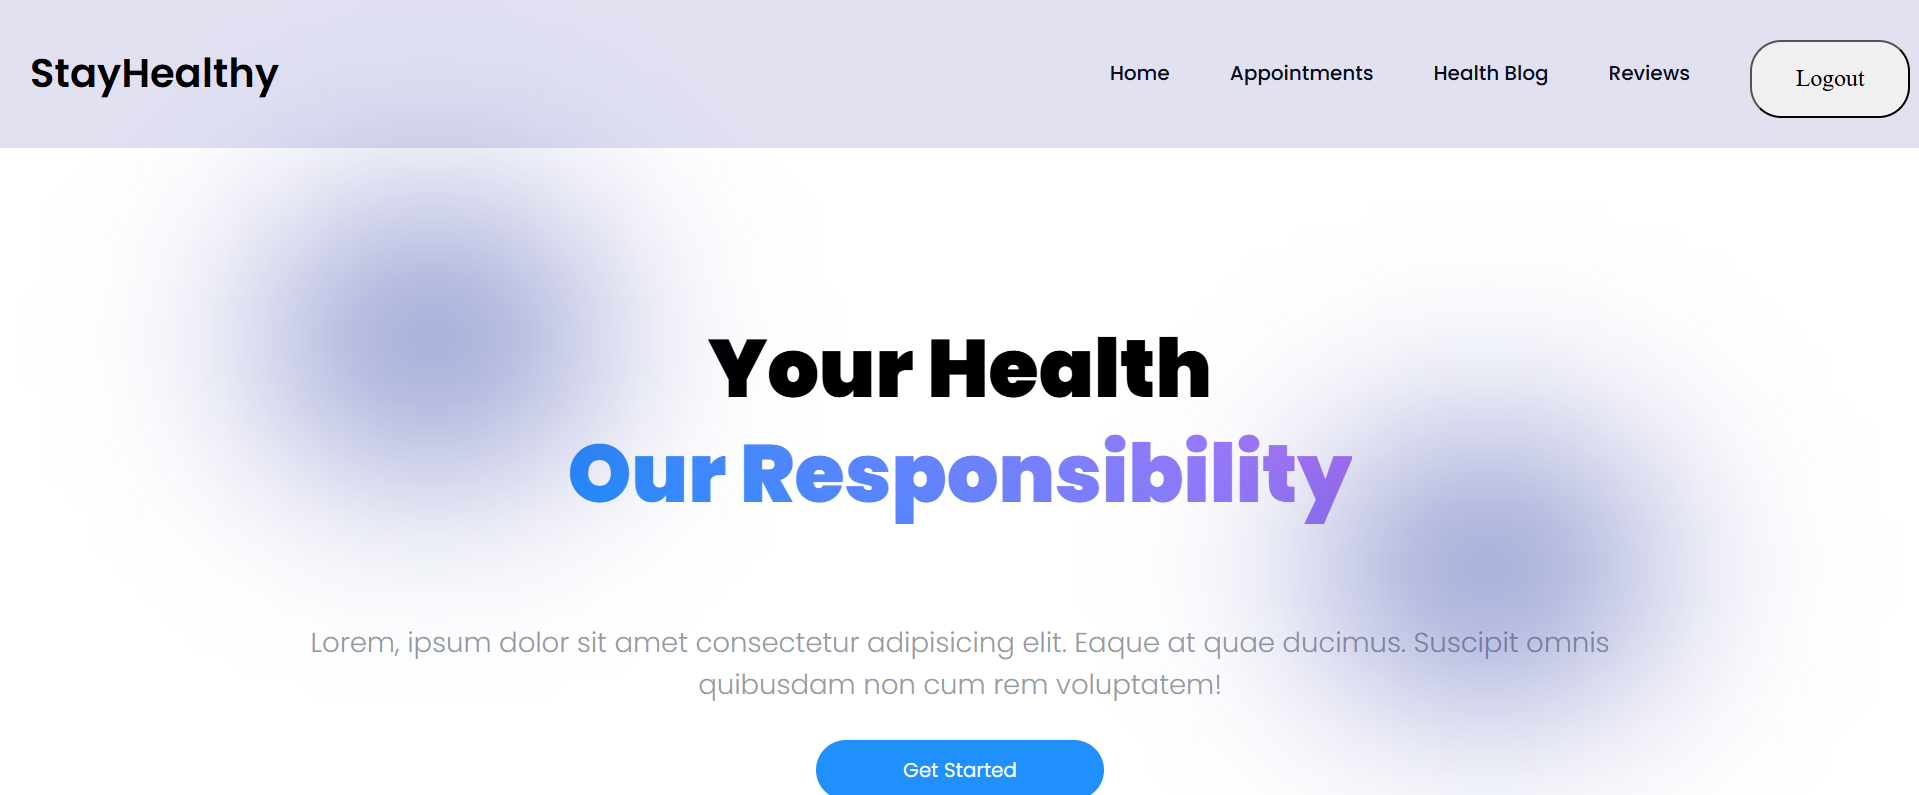 StayHealthy
Home Appointments Health Blog Reviews Logout
Your Health
Our Responsibility
Lorem, ipsum dolor sit amet consectetur adipisicing elit. Eaque at quae ducimus. Suscipit omnis
quibusdam non cum rem voluptatem!
Get Started